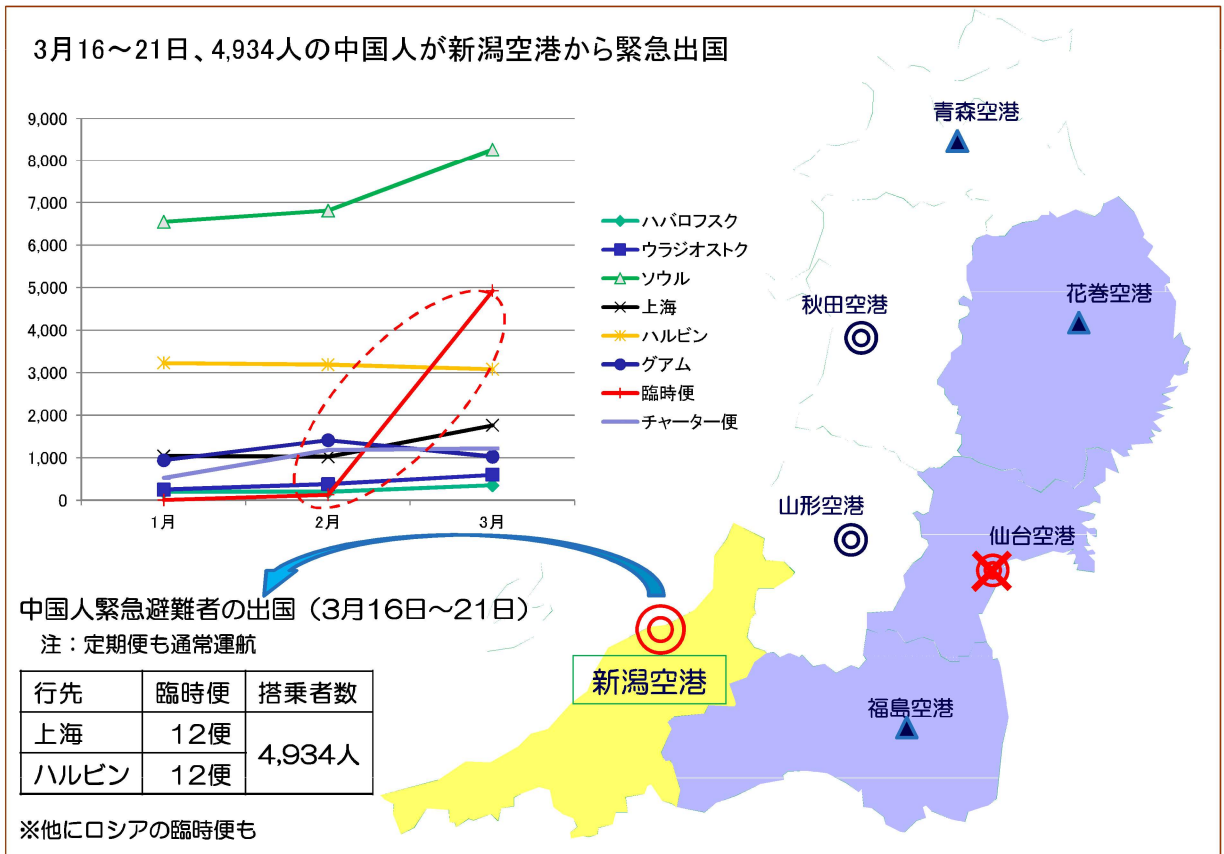 3月16～21日、4,934人の中国人が新潟空港から緊急出国
9,000
8,000
7,000
6,000
5,000
4,000
3,000
2,000
1,000
0
1月 2月 3月
ハバロフスク
ウラジオストク
ソウル
上海
ハルビン
グアム
臨時便
チャーター便
青森空港
花巻空港
秋田空港
山形空港
仙台空港
新潟空港
福島空港
中国人緊急避難者の出国（3月16日～21日）
注：定期便も通常運航
行先 臨時便 搭乗者数
上海 12便 4,934人
ハルビン 12便
※他にロシアの臨時便も